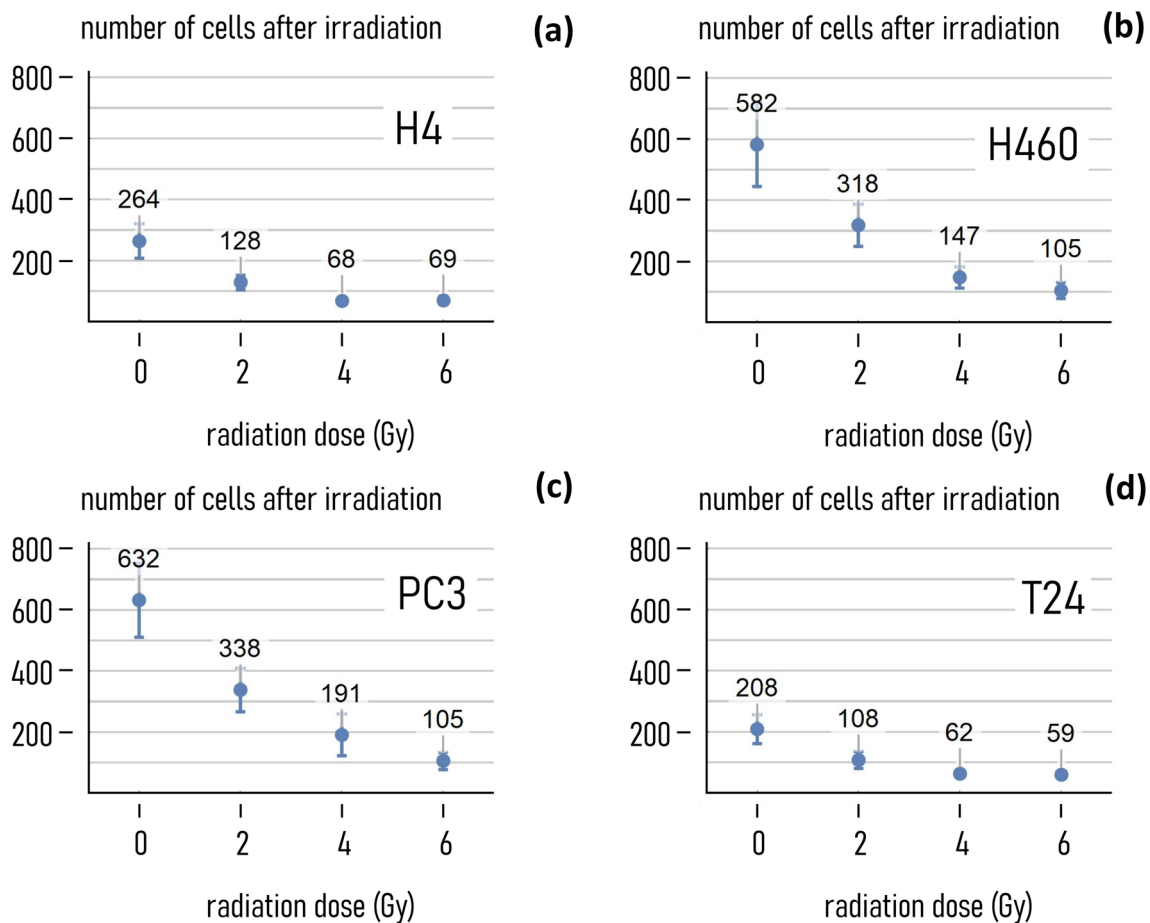 number of cells after irradiation (a)
800
600
400
200
H4
264
128
68
69
0 2 4 6
radiation dose (Gy)
number of cells after irradiation (b)
800
600
400
200
H460
582
318
147
105
0 2 4 6
radiation dose (Gy)
number of cells after irradiation (c)
800
600
400
200
PC3
632
338
191
105
0 2 4 6
radiation dose (Gy)
number of cells after irradiation (d)
800
600
400
200
T24
208
108
62
59
0 2 4 6
radiation dose (Gy)